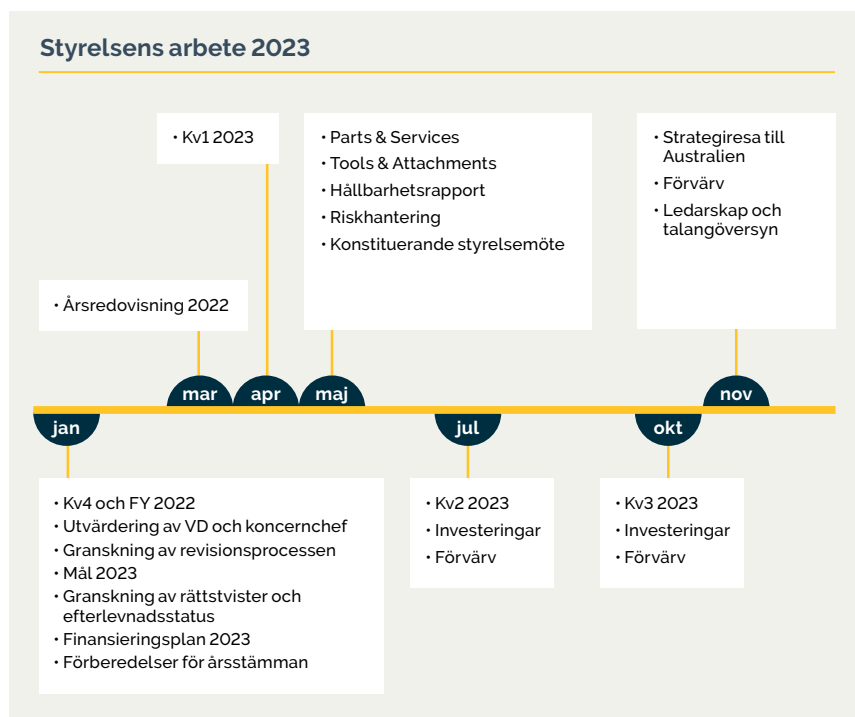 Styrelsens arbete 2023
• Kv1 2023
• Parts & Services
• Tools & Attachments
• Hållbarhetsrapport
• Riskhantering
• Konstituerande styrelsemöte
• Strategiresa till
Australien
• Förvärv
• Ledarskap och
talangöversyn
• Årsredovisning 2022
mar
apr
maj
nov
jan
jul
okt
• Kv4 och FY 2022
• Utvärdering av VD och koncernchef
• Granskning av revisionsprocessen
• Mål 2023
• Granskning av rättstvister och
efterlevnadsstatus
• Finansieringsplan 2023
• Förberedelser för årsstämman
• Kv2 2023
• Investeringar
• Förvärv
• Kv3 2023
• Investeringar
• Förvärv